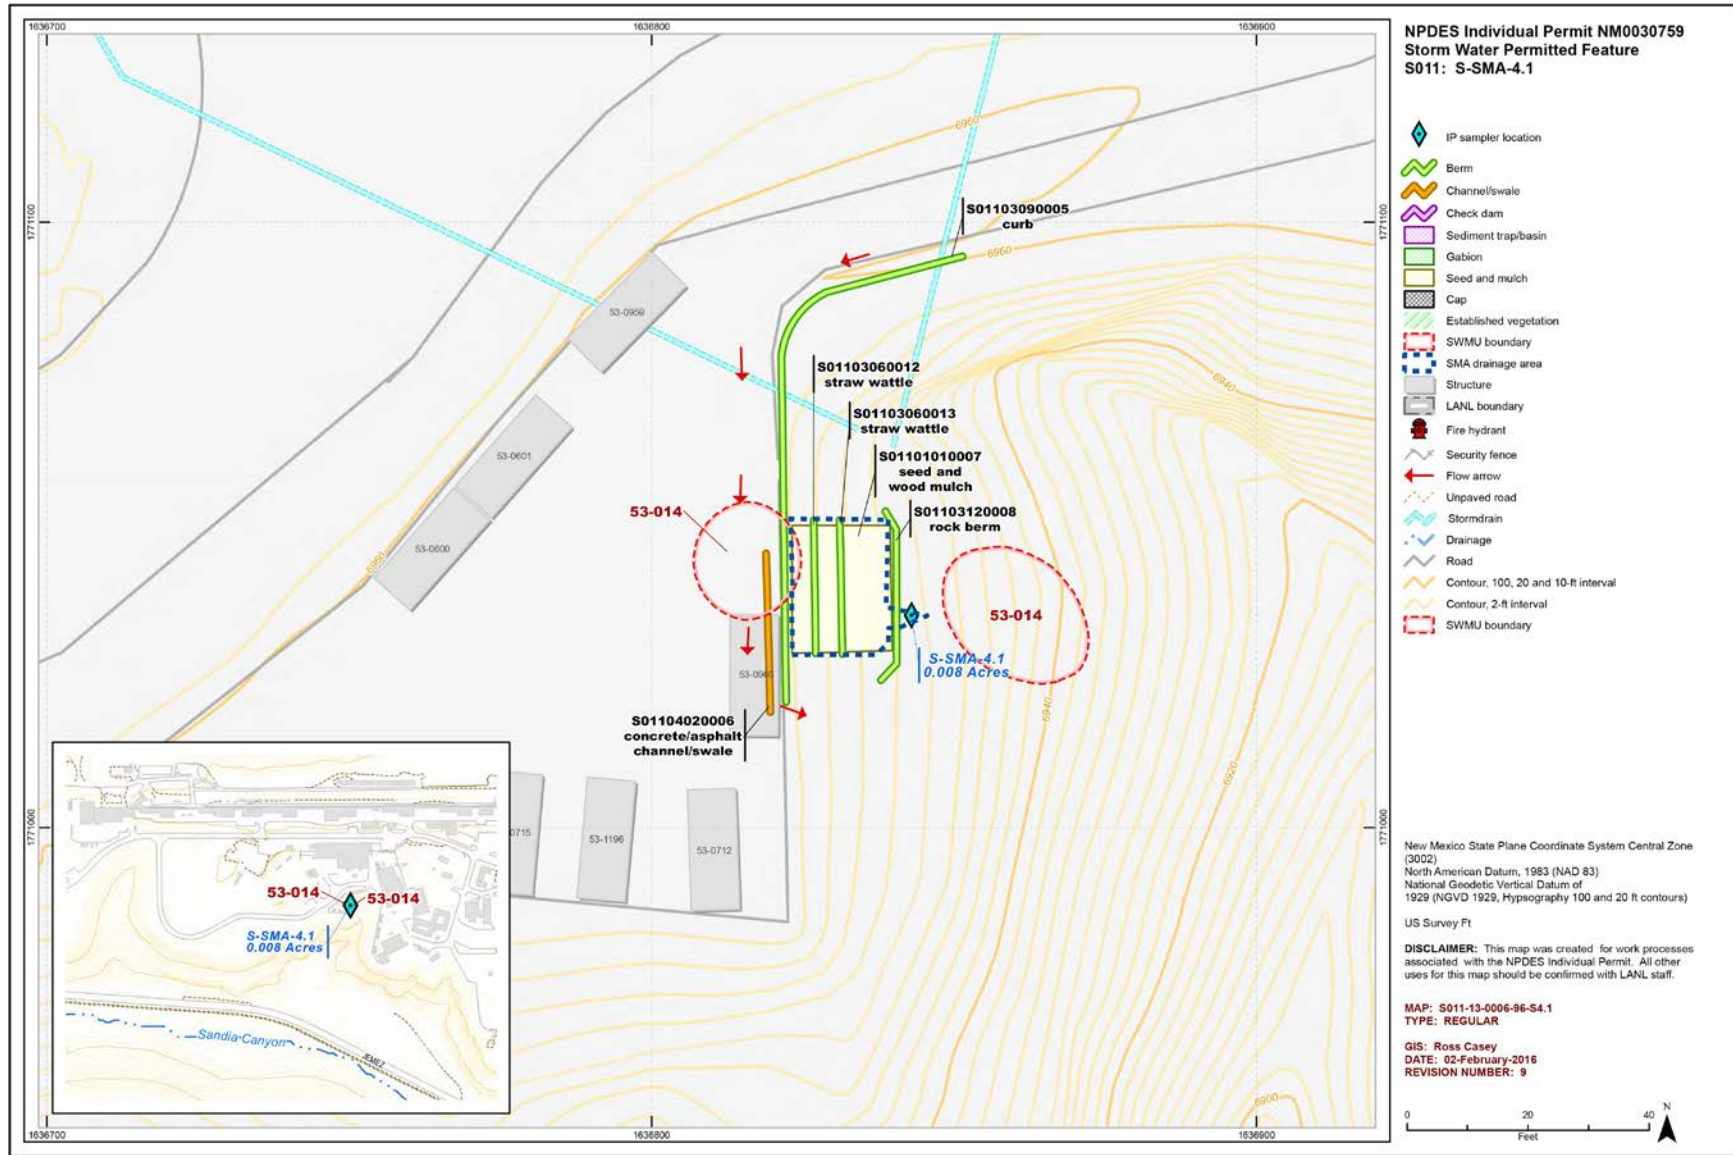 NPDES Individual Permit NM0030759
Storm Water Permitted Feature
S011: S-SMA-4.1
IP sampler location
Berm
Channel/swale
Check dam
Sediment trap/basin
Gabion
Seed and mulch
Cap
Established vegetation
SWMU boundary
SMA drainage area
Structure
LANL boundary
Fire hydrant
Security fence
Flow arrow
Unpaved road
Stormdrain
Drainage
Road
Contour, 100, 20 and 10-ft interval
Contour, 2-ft interval
SWMU boundary
New Mexico State Plane Coordinate System Central Zone
(3002)
North American Datum, 1983 (NAD 83)
National Geodetic Vertical Datum of
1929 (NGVD 1929, Hypsography 100 and 20 ft contours)
US Survey Ft
DISCLAIMER: This map was created for work processes
associated with the NPDES Individual Permit. All other
uses for this map should be confirmed with LANL staff.
MAP: S011-13-0006-96-S4.1
TYPE: REGULAR
GIS: Ross Casey
DATE: 02-February-2016
REVISION NUMBER: 9
0 20 40
Feet
N
1636700 1636800 1636900
1771100
1771100
1771000
1771000
1636700 1636800 1636900
6960
S01103090005
curb
6960
53-0959
S01103060012
straw wattle
6940
S01103060013
straw wattle
53-0601
S01101010007
seed and
wood mulch
S01103120008
rock berm
53-014
53-0600
6960
53-014
S-SMA-4.1
0.008 Acres
6940
S01104020006
concrete/asphalt
channel/swale
6920
0715
53-1196
53-0712
6900
53-014
53-014
S-SMA-4.1
0.008 Acres
Sandia Canyon
JEMEZ